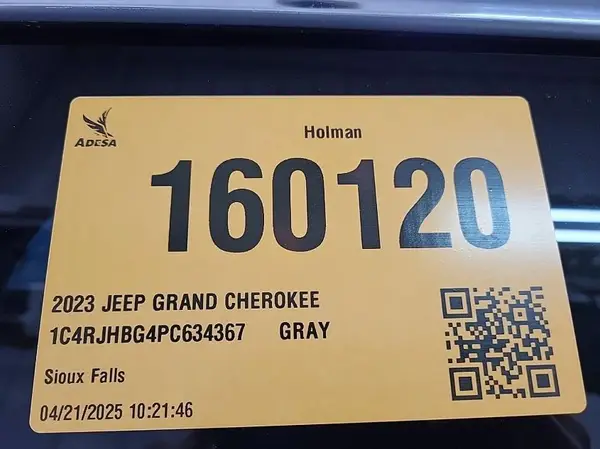 ADESA
Holman
160120
2023 JEEP GRAND CHEROKEE
1C4RJHBG4PC634367 GRAY
Sioux Falls
04/21/2025 10:21:46